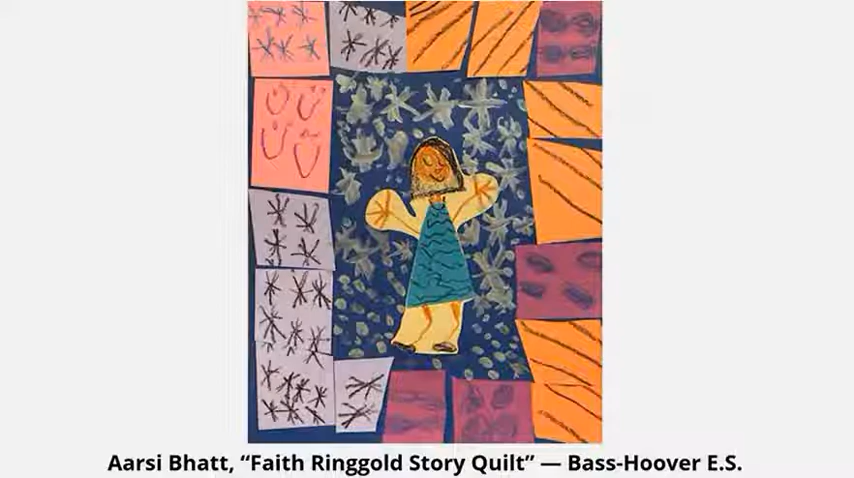 Aarsi Bhatt, “Faith Ringgold Story Quilt” — Bass-Hoover E.S.